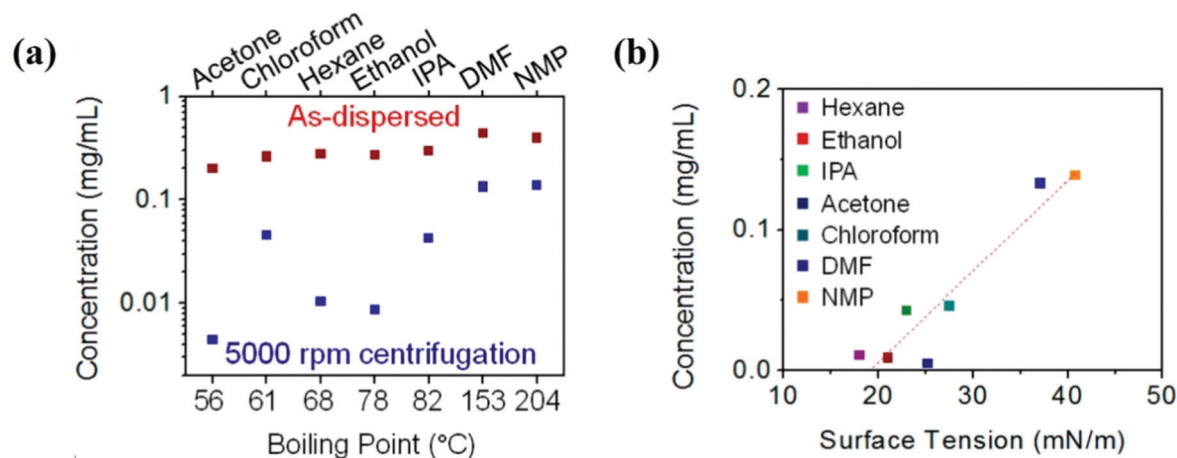 (a)
Acetone
Chloroform
Hexane
Ethanol
IPA
DMF
NMP
Concentration (mg/mL)
1
0.1
0.01
As-dispersed
5000 rpm centrifugation
56 61 68 78 82 153 204
Boiling Point (°C)
(b)
Concentration (mg/mL)
0.2
0.1
0.0
Hexane
Ethanol
IPA
Acetone
Chloroform
DMF
NMP
10 20 30 40 50
Surface Tension (mN/m)